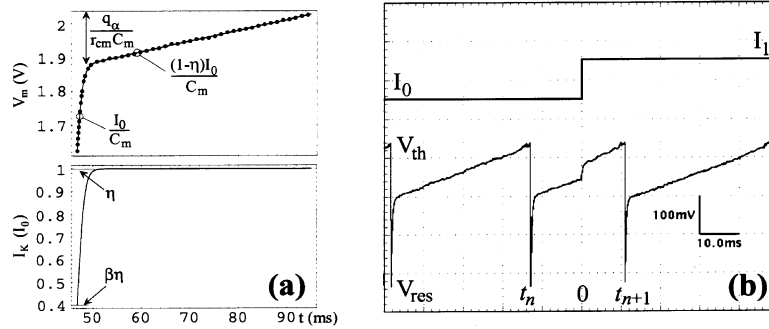 2
1.9
1.8
1.7
V_m (V)
q_α
r_cm C_m
(1-η)I_0
C_m
I_0
C_m
1
0.9
0.8
0.7
0.6
0.5
0.4
I_K (I_0)
η
βη
(a)
50 60 70 80 90 t (ms)
I_0
I_1
V_th
100mV
10.0ms
V_res
t_n 0 t_n+1
(b)